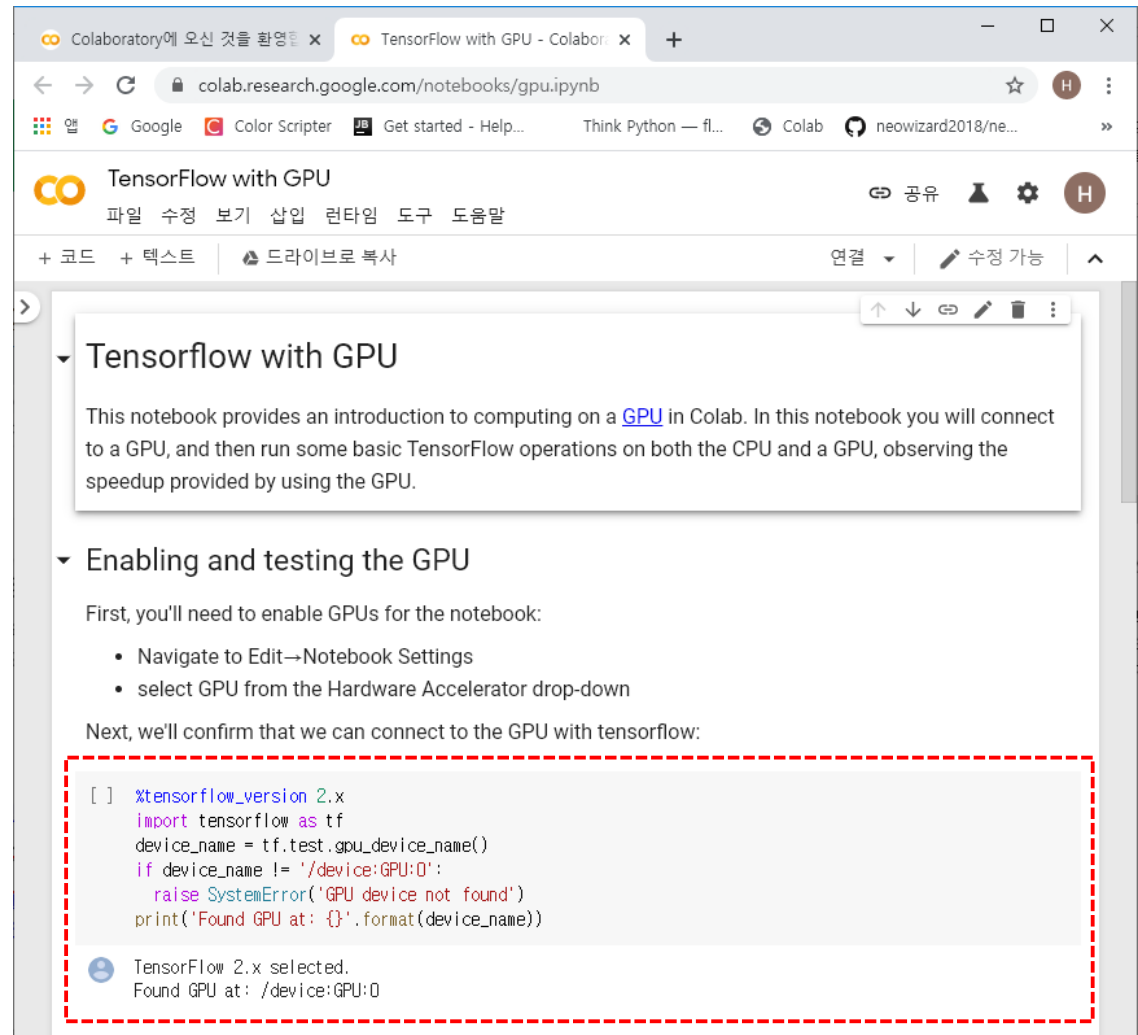 Colaboratory에 오신 것을 환영합
TensorFlow with GPU - Colabor
colab.research.google.com/notebooks/gpu.ipynb
H
앱 Google Color Scripter Get started - Help... Think Python — fl... Colab neowizard2018/ne... »
TensorFlow with GPU
공유
H
파일 수정 보기 삽입 런타임 도구 도움말
+ 코드 + 텍스트 드라이브로 복사 연결 수정 가능
Tensorflow with GPU
This notebook provides an introduction to computing on a GPU in Colab. In this notebook you will connect
to a GPU, and then run some basic TensorFlow operations on both the CPU and a GPU, observing the
speedup provided by using the GPU.
Enabling and testing the GPU
First, you'll need to enable GPUs for the notebook:
• Navigate to Edit→Notebook Settings
• select GPU from the Hardware Accelerator drop-down
Next, we'll confirm that we can connect to the GPU with tensorflow:
[ ] %tensorflow_version 2.x
import tensorflow as tf
device_name = tf.test.gpu_device_name()
if device_name != '/device:GPU:0':
  raise SystemError('GPU device not found')
print('Found GPU at: {}'.format(device_name))
TensorFlow 2.x selected.
Found GPU at: /device:GPU:0